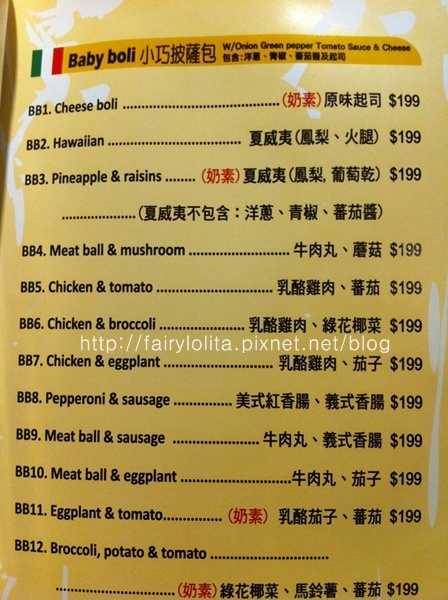 Baby boli 小巧披薩包 W/Onion Green pepper Tomato Sauce & Cheese
包含:洋蔥、青椒、番茄醬及起司
BB1. Cheese boli ........................................ (奶素) 原味起司 $199
BB2. Hawaiian .................................. 夏威夷 (鳳梨、火腿) $199
BB3. Pineapple & raisins ........ (奶素) 夏威夷 (鳳梨, 葡萄乾) $199
...................(夏威夷不包含：洋蔥、青椒、蕃茄醬)
BB4. Meat ball & mushroom .......................... 牛肉丸、蘑菇 $199
BB5. Chicken & tomato ............................. 乳酪雞肉、蕃茄 $199
BB6. Chicken & broccoli ...................... 乳酪雞肉、綠花椰菜 $199
http://fairylolita.pixnet.net/blog
BB7. Chicken & eggplant ........................... 乳酪雞肉、茄子 $199
BB8. Pepperoni & sausage ............... 美式紅香腸、義式香腸 $199
BB9. Meat ball & sausage ...................... 牛肉丸、義式香腸 $199
BB10. Meat ball & eggplant ............................牛肉丸、茄子 $199
BB11. Eggplant & tomato............... (奶素) 乳酪茄子、蕃茄 $199
BB12. Broccoli, potato & tomato ..............................
..............................(奶素) 綠花椰菜、馬鈴薯、蕃茄 $199